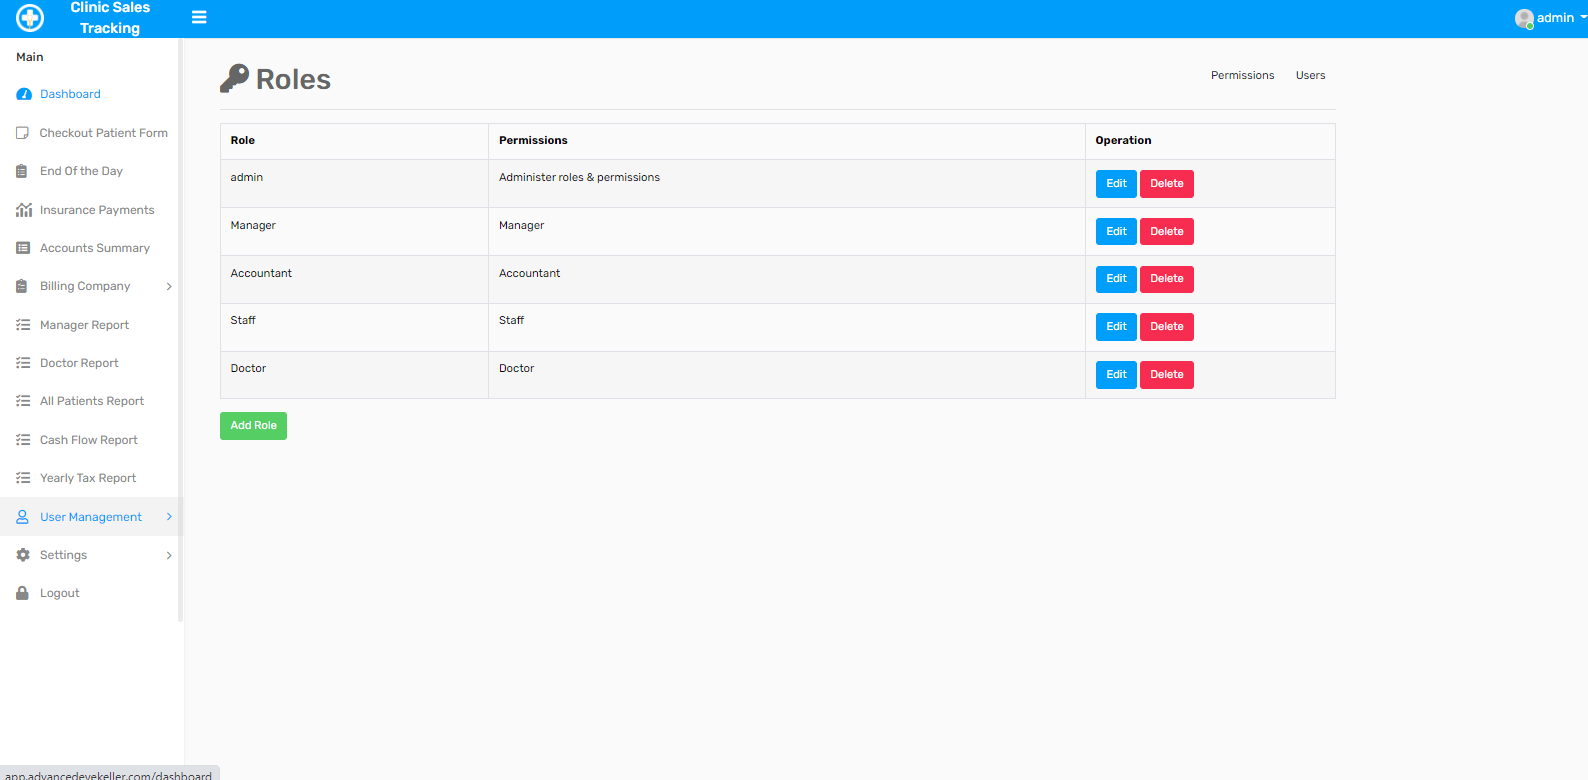 Clinic Sales
Tracking
admin
Main
Dashboard
Checkout Patient Form
End Of the Day
Insurance Payments
Accounts Summary
Billing Company
Manager Report
Doctor Report
All Patients Report
Cash Flow Report
Yearly Tax Report
User Management
Settings
Logout
Roles
Permissions Users
Role Permissions Operation
admin Administer roles & permissions Edit Delete
Manager Manager Edit Delete
Accountant Accountant Edit Delete
Staff Staff Edit Delete
Doctor Doctor Edit Delete
Add Role
app.advancedeyekeller.com/dashboard